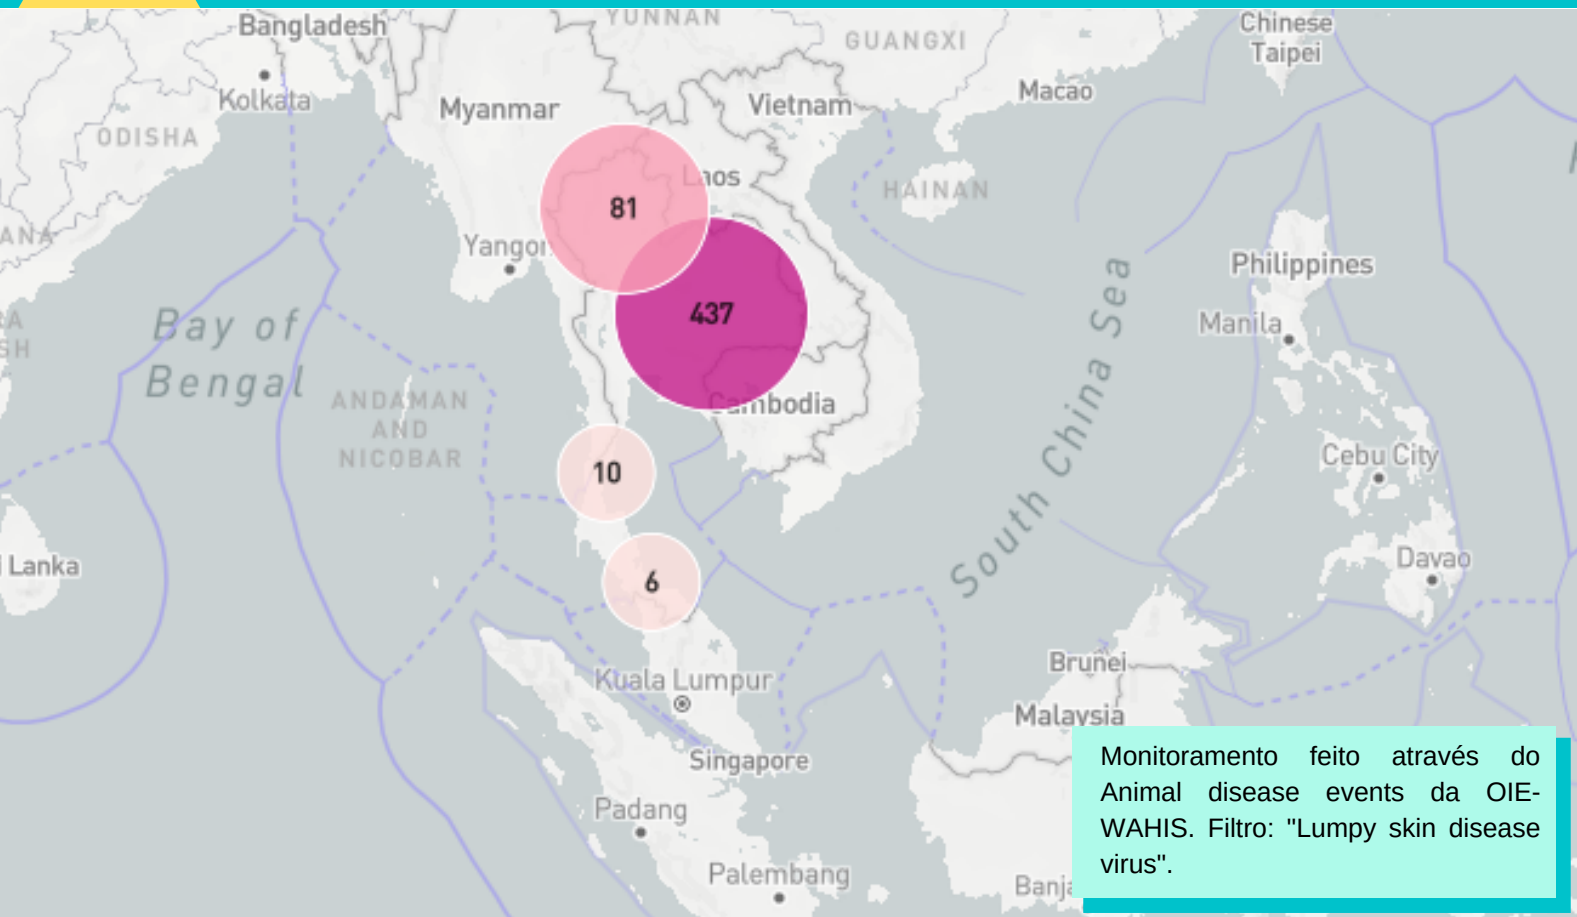 Bangladesh
YUNNAN
GUANGXI
Chinese
Taipei
Kolkata
Myanmar
Vietnam
Macao
ODISHA
Laos
HAINAN
81
Yangon
Philippines
Bay of
Bengal
437
Manila
South China Sea
ANDAMAN
AND
NICOBAR
Cambodia
10
Cebu City
Lanka
6
Davao
Brunei
Kuala Lumpur
Malaysia
Singapore
Padang
Palembang
Banja
Monitoramento feito através do
Animal disease events da OIE-
WAHIS. Filtro: "Lumpy skin disease
virus".